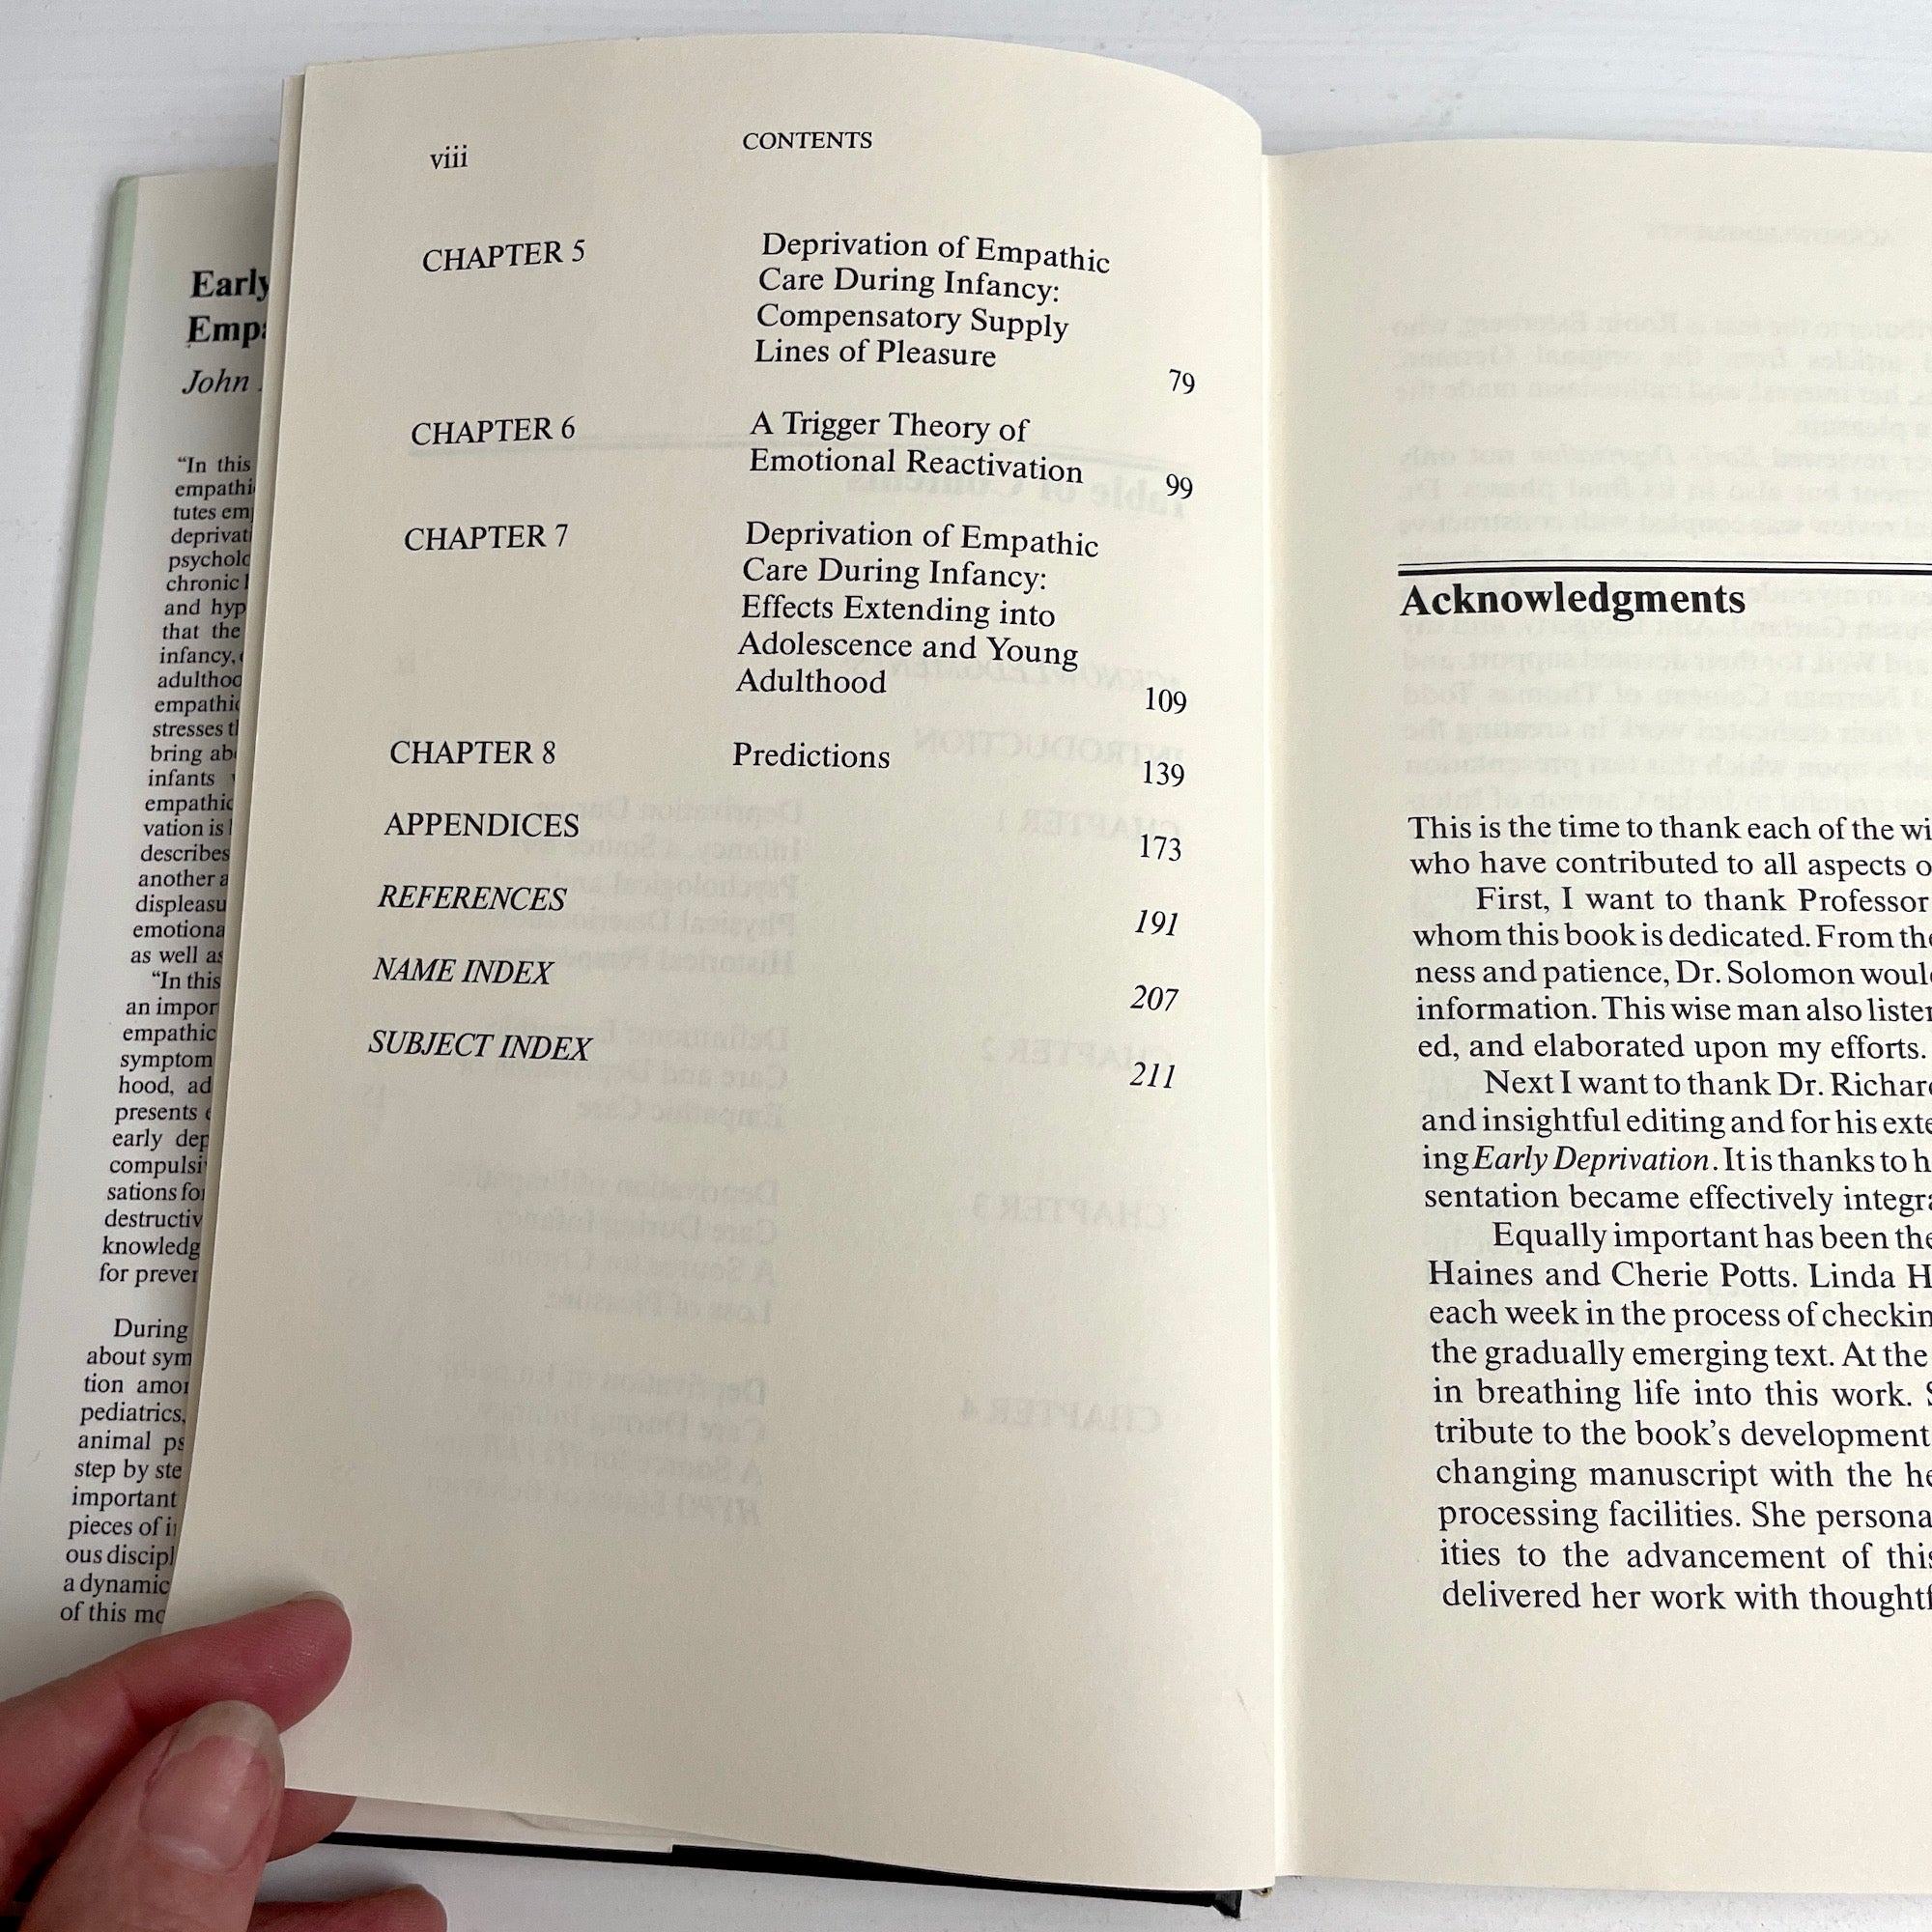 Early
Empa
John
“In this
empathi
tutes em
deprivat
psycholo
chronic
and hyp
that the
infancy,
adulthoo
empathic
stresses t
bring ab
infants
empathic
vation is
describes
another a
displeasu
emotiona
as well as
“In this
an impor
empathic
symptom
hood, ad
presents
early dep
compulsi
sations for
destructiv
knowledg
for preven
During
about sym
tion amon
pediatrics,
animal ps
step by ste
important
pieces of i
ous discipl
a dynamic
of this mo
viii CONTENTS
CHAPTER 5 Deprivation of Empathic
Care During Infancy:
Compensatory Supply
Lines of Pleasure 79
CHAPTER 6 A Trigger Theory of
Emotional Reactivation 99
CHAPTER 7 Deprivation of Empathic
Care During Infancy:
Effects Extending into
Adolescence and Young
Adulthood 109
CHAPTER 8 Predictions 139
APPENDICES 173
REFERENCES 191
NAME INDEX 207
SUBJECT INDEX 211
Acknowledgments
This is the time to thank each of the wi
who have contributed to all aspects o
First, I want to thank Professor
whom this book is dedicated. From the
ness and patience, Dr. Solomon woul
information. This wise man also listen
ed, and elaborated upon my efforts.
Next I want to thank Dr. Richar
and insightful editing and for his exte
ing Early Deprivation. It is thanks to h
sentation became effectively integra
Equally important has been the
Haines and Cherie Potts. Linda H
each week in the process of checkin
the gradually emerging text. At the
in breathing life into this work. S
tribute to the book’s development
changing manuscript with the he
processing facilities. She persona
ities to the advancement of this
delivered her work with thoughtf